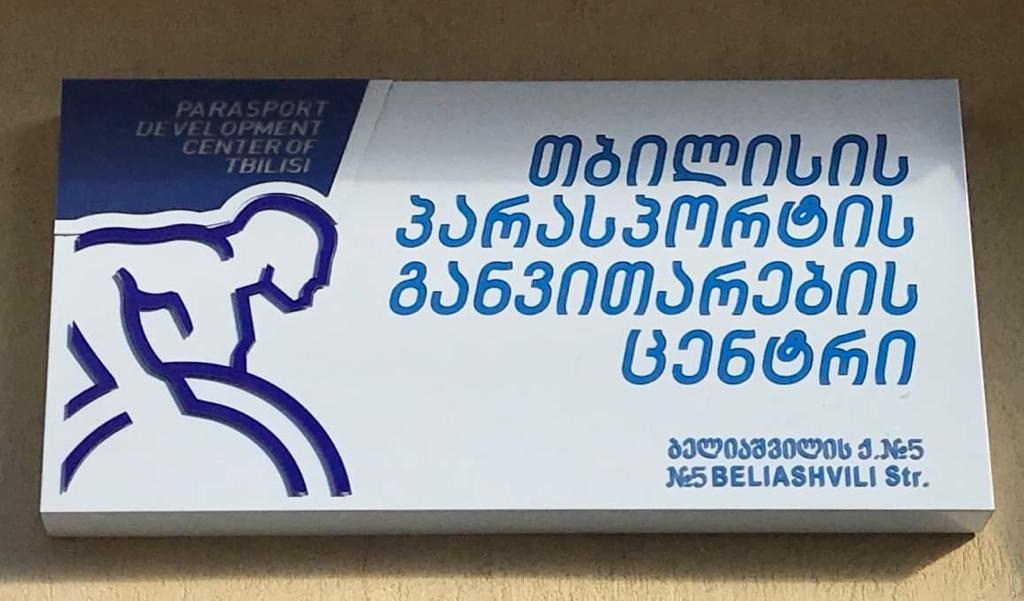 PARASPORT
DEVELOPMENT
CENTER OF
TBILISI
თბილისის
პარასპორტის
განვითარების
ცენტრი
ბელიაშვილის ქ.№5
№5 BELIASHVILI Str.